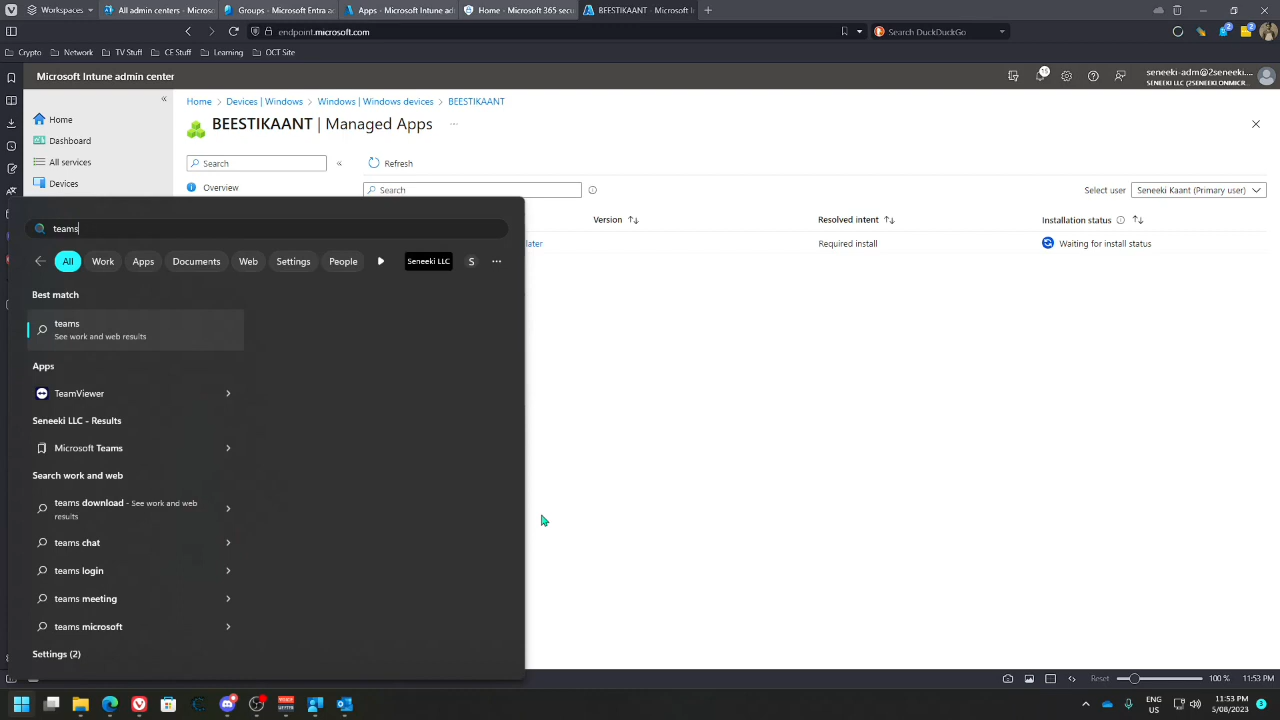 Workspaces
All admin centers - Micros
Groups - Microsoft Entra a
Apps - Microsoft Intune ad
Home - Microsoft 365 secu
BEESTIKAANT - Microsoft I
endpoint.microsoft.com
Search DuckDuckGo
2
2
Crypto
Network
TV Stuff
CE Stuff
Learning
OCT Site
Microsoft Intune admin center
15
seneeki-adm@2seneeki....
SENEEKI LLC (2SENEEKI.ONMICR...
Home > Devices | Windows > Windows | Windows devices > BEESTIKAANT
Home
Dashboard
All services
Devices
BEESTIKAANT | Managed Apps ...
Search
Refresh
Overview
Search
Select user
Seneeki Kaant (Primary user)
Version
Resolved intent
Installation status
later
Required install
Waiting for install status
teams
All
Work
Apps
Documents
Web
Settings
People
Seneeki LLC
S
...
Best match
teams
See work and web results
Apps
TeamViewer
Seneeki LLC - Results
Microsoft Teams
Search work and web
teams download - See work and web
results
teams chat
teams login
teams meeting
teams microsoft
Settings (2)
Reset
100 %
11:53 PM
ENG
US
11:53 PM
5/08/2023
3